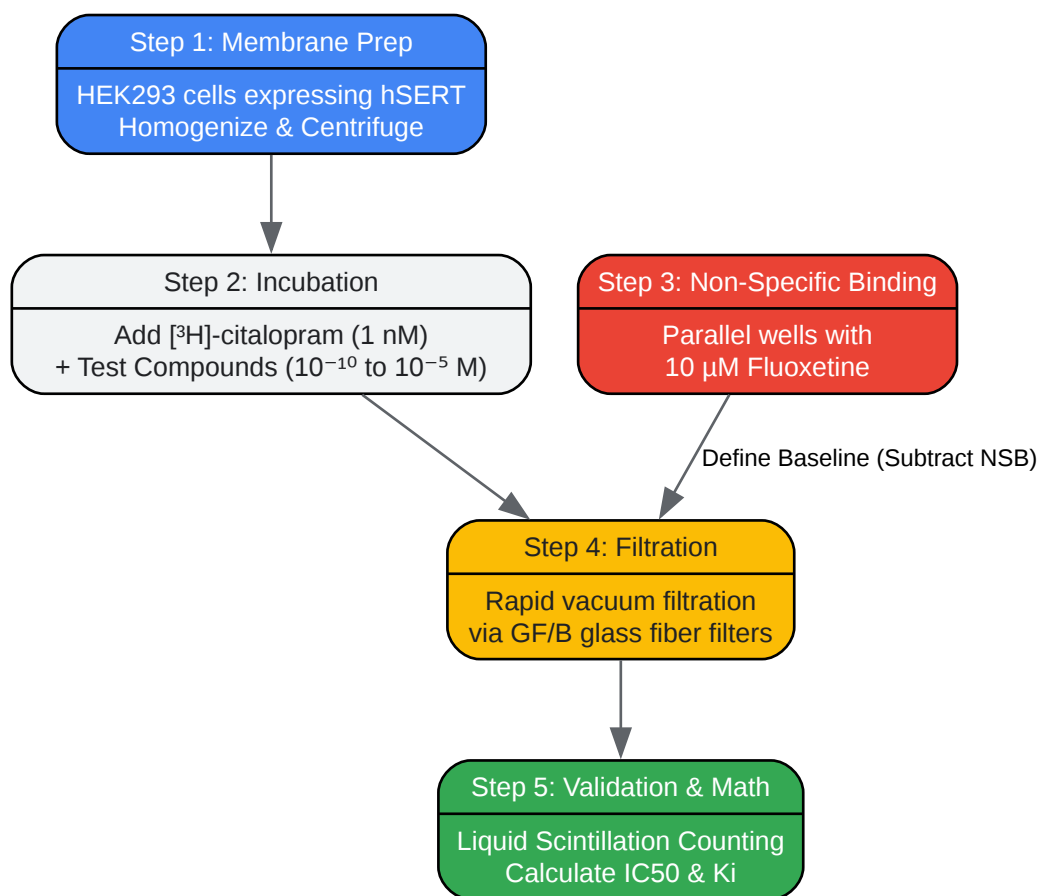 Step 1: Membrane Prep
HEK293 cells expressing hSERT
Homogenize & Centrifuge
Step 2: Incubation
Add [³H]-citalopram (1 nM)
+ Test Compounds (10⁻¹⁰ to 10⁻⁵ M)
Step 3: Non-Specific Binding
Parallel wells with
10 µM Fluoxetine
Define Baseline (Subtract NSB)
Step 4: Filtration
Rapid vacuum filtration
via GF/B glass fiber filters
Step 5: Validation & Math
Liquid Scintillation Counting
Calculate IC50 & Ki